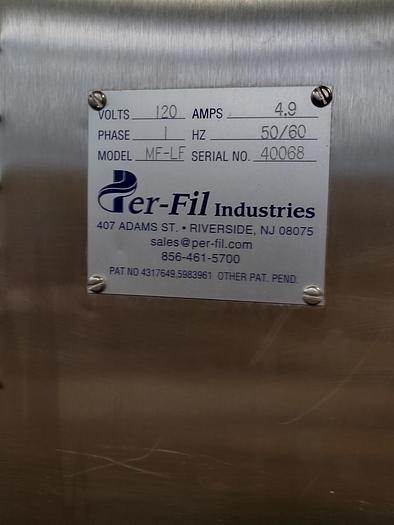 VOLTS 120 AMPS 4.9
PHASE 1 HZ 50/60
MODEL MF-LF SERIAL NO. 40068
Per-Fil Industries
407 ADAMS ST. • RIVERSIDE, NJ 08075
sales@per-fil.com
856-461-5700
PAT NO 4317649,5983961 OTHER PAT. PEND.